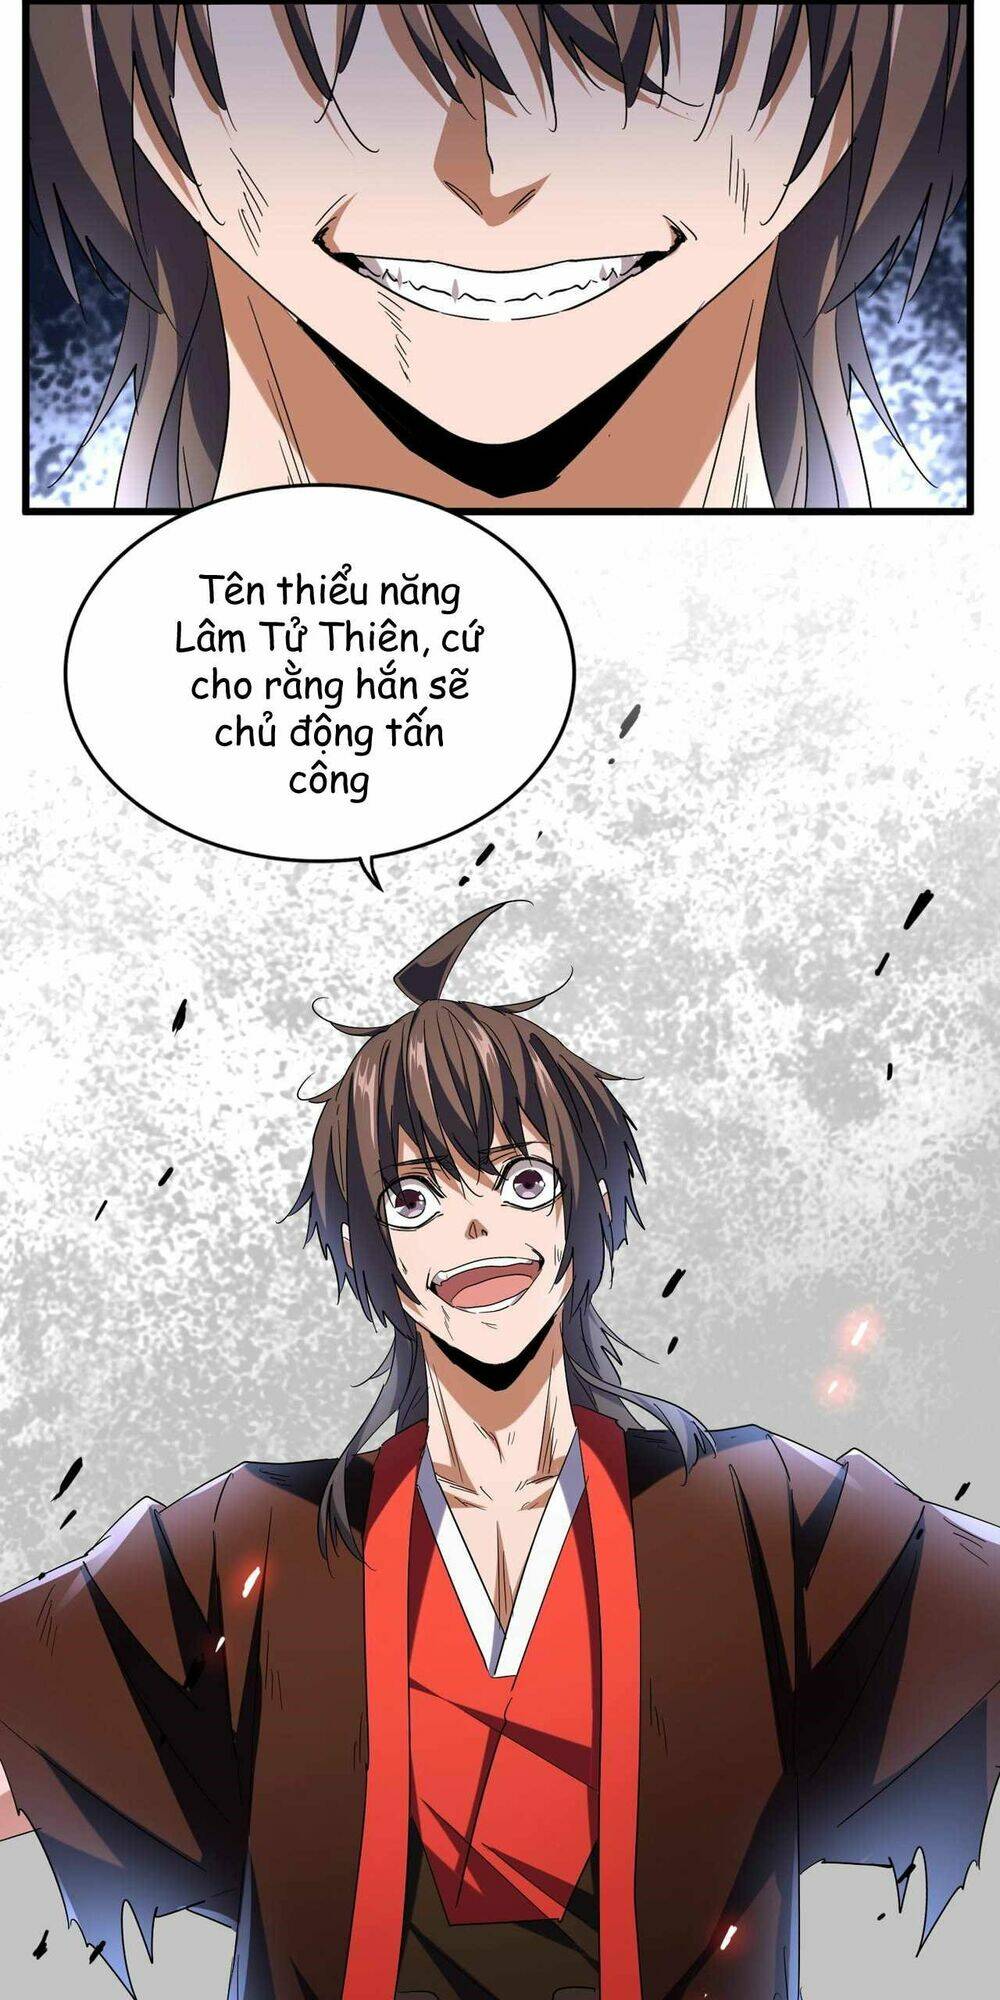 Tên thiểu năng
Lâm Tử Thiên, cứ
cho rằng hắn sẽ
chủ động tấn
công